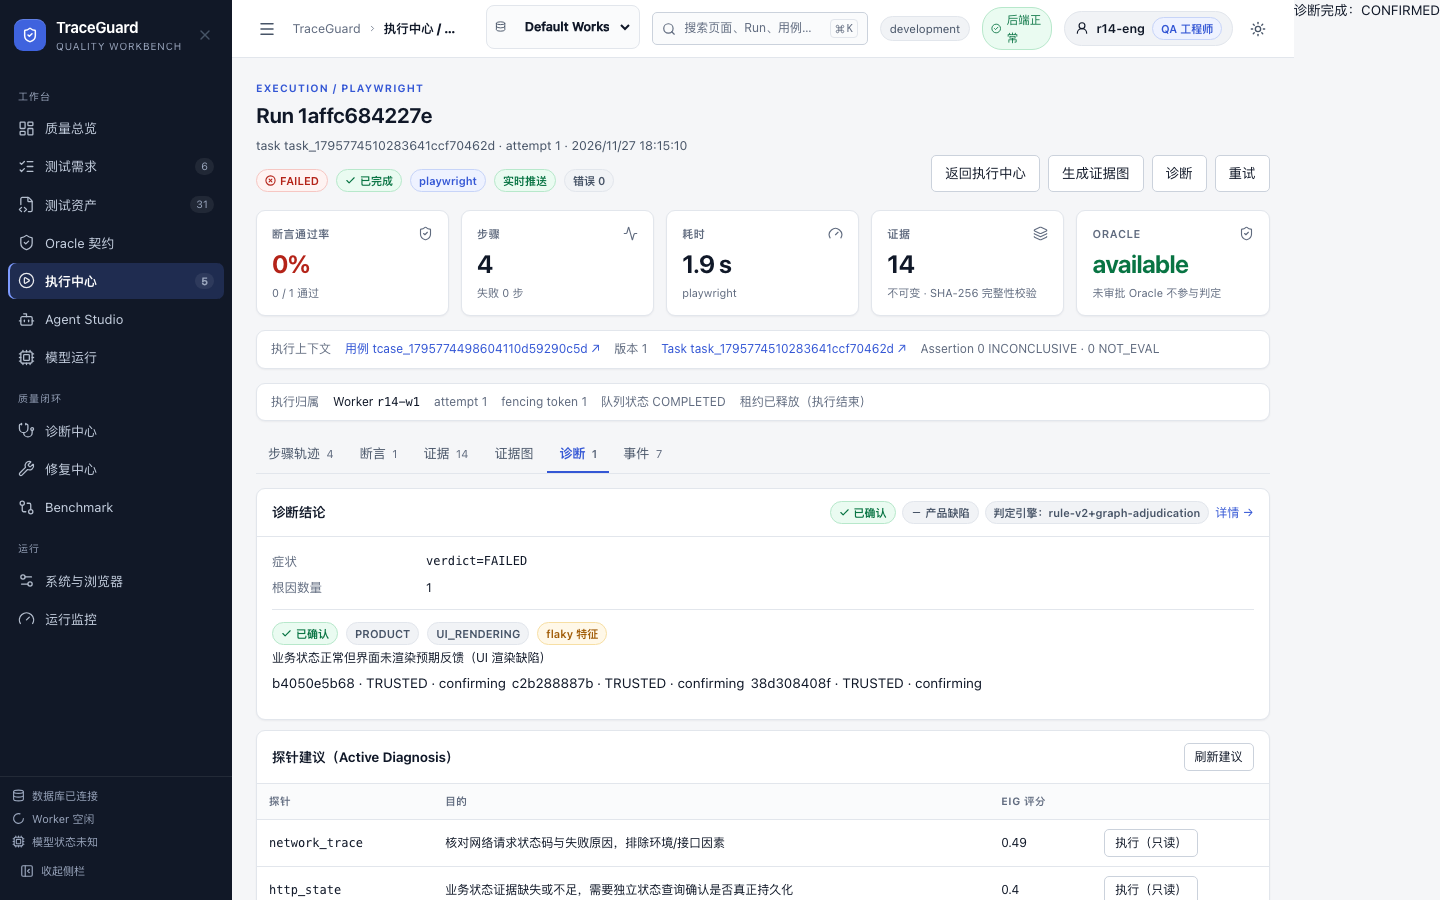 TraceGuard
QUALITY WORKBENCH
工作台
质量总览
测试需求 6
测试资产 31
Oracle 契约
执行中心 5
Agent Studio
模型运行
质量闭环
诊断中心
修复中心
Benchmark
运行
系统与浏览器
运行监控
数据库已连接
Worker 空闲
模型状态未知
收起侧栏
TraceGuard › 执行中心 / ...
Default Works
搜索页面、Run、用例... ⌘K
development
后端正常
r14-eng QA 工程师
诊断完成：CONFIRMED
EXECUTION / PLAYWRIGHT
Run 1affc684227e
task task_1795774510283641ccf70462d · attempt 1 · 2026/11/27 18:15:10
FAILED 已完成 playwright 实时推送 错误 0
返回执行中心 生成证据图 诊断 重试
断言通过率
0%
0 / 1 通过
步骤
4
失败 0 步
耗时
1.9 s
playwright
证据
14
不可变 · SHA-256 完整性校验
ORACLE
available
未审批 Oracle 不参与判定
执行上下文 用例 tcase_1795774498604110d59290c5d ↗ 版本 1 Task task_1795774510283641ccf70462d ↗ Assertion 0 INCONCLUSIVE · 0 NOT_EVAL
执行归属 Worker r14-w1 attempt 1 fencing token 1 队列状态 COMPLETED 租约已释放（执行结束）
步骤轨迹 4 断言 1 证据 14 证据图 诊断 1 事件 7
诊断结论
已确认 产品缺陷 判定引擎：rule-v2+graph-adjudication 详情 →
症状 verdict=FAILED
根因数量 1
已确认 PRODUCT UI_RENDERING flaky 特征
业务状态正常但界面未渲染预期反馈（UI 渲染缺陷）
b4050e5b68 · TRUSTED · confirming c2b288887b · TRUSTED · confirming 38d308408f · TRUSTED · confirming
探针建议（Active Diagnosis） 刷新建议
探针 目的 EIG 评分
network_trace 核对网络请求状态码与失败原因，排除环境/接口因素 0.49 执行（只读）
http_state 业务状态证据缺失或不足，需要独立状态查询确认是否真正持久化 0.4 执行（只读）